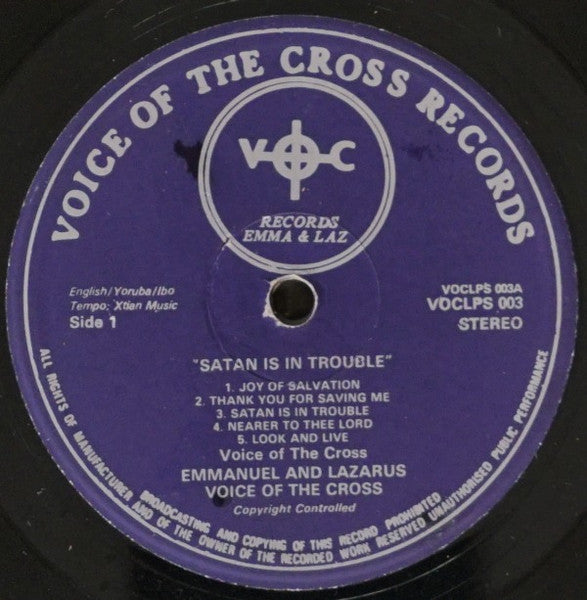 VOICE OF THE CROSS RECORDS
V C
RECORDS
EMMA & LAZ
English/Yoruba/Ibo
Tempo; Xtian Music
Side 1
VOCLPS 003A
VOCLPS 003
STEREO
"SATAN IS IN TROUBLE"
1. JOY OF SALVATION
2. THANK YOU FOR SAVING ME
3. SATAN IS IN TROUBLE
4. NEARER TO THEE LORD
5. LOOK AND LIVE
Voice of The Cross
EMMANUEL AND LAZARUS
VOICE OF THE CROSS
Copyright Controlled
ALL RIGHTS OF MANUFACTURER AND OF THE OWNER OF THE RECORDED WORK RESERVED UNAUTHORISED PUBLIC PERFORMANCE
BROADCASTING AND COPYING OF THIS RECORD PROHIBITED